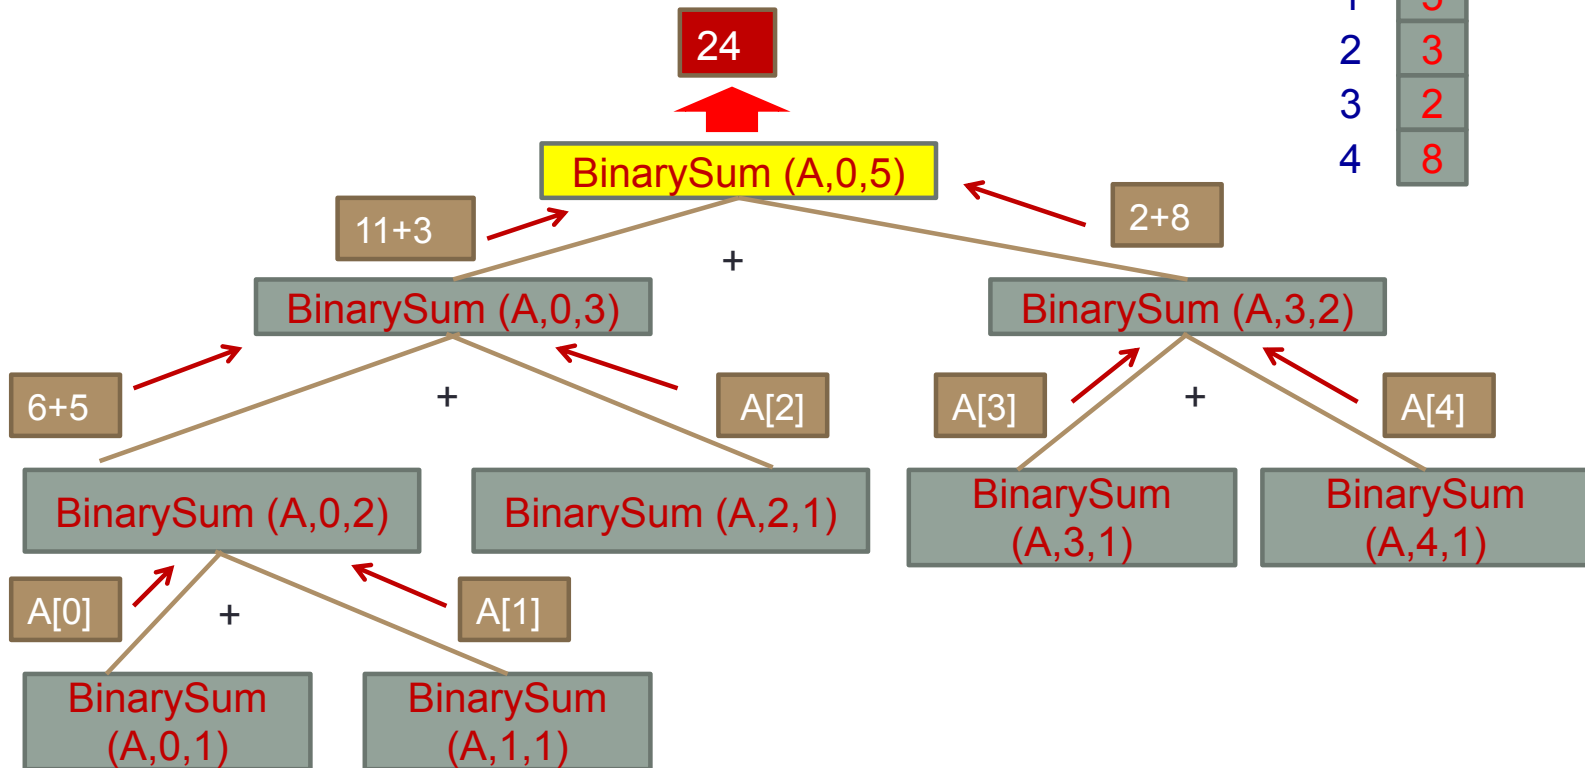 24
2 3
3 2
4 8
BinarySum (A,0,5)
11+3
2+8
+
BinarySum (A,0,3)
BinarySum (A,3,2)
6+5
+
A[2]
A[3]
+
A[4]
BinarySum (A,0,2)
BinarySum (A,2,1)
BinarySum
(A,3,1)
BinarySum
(A,4,1)
A[0]
+
A[1]
BinarySum
(A,0,1)
BinarySum
(A,1,1)